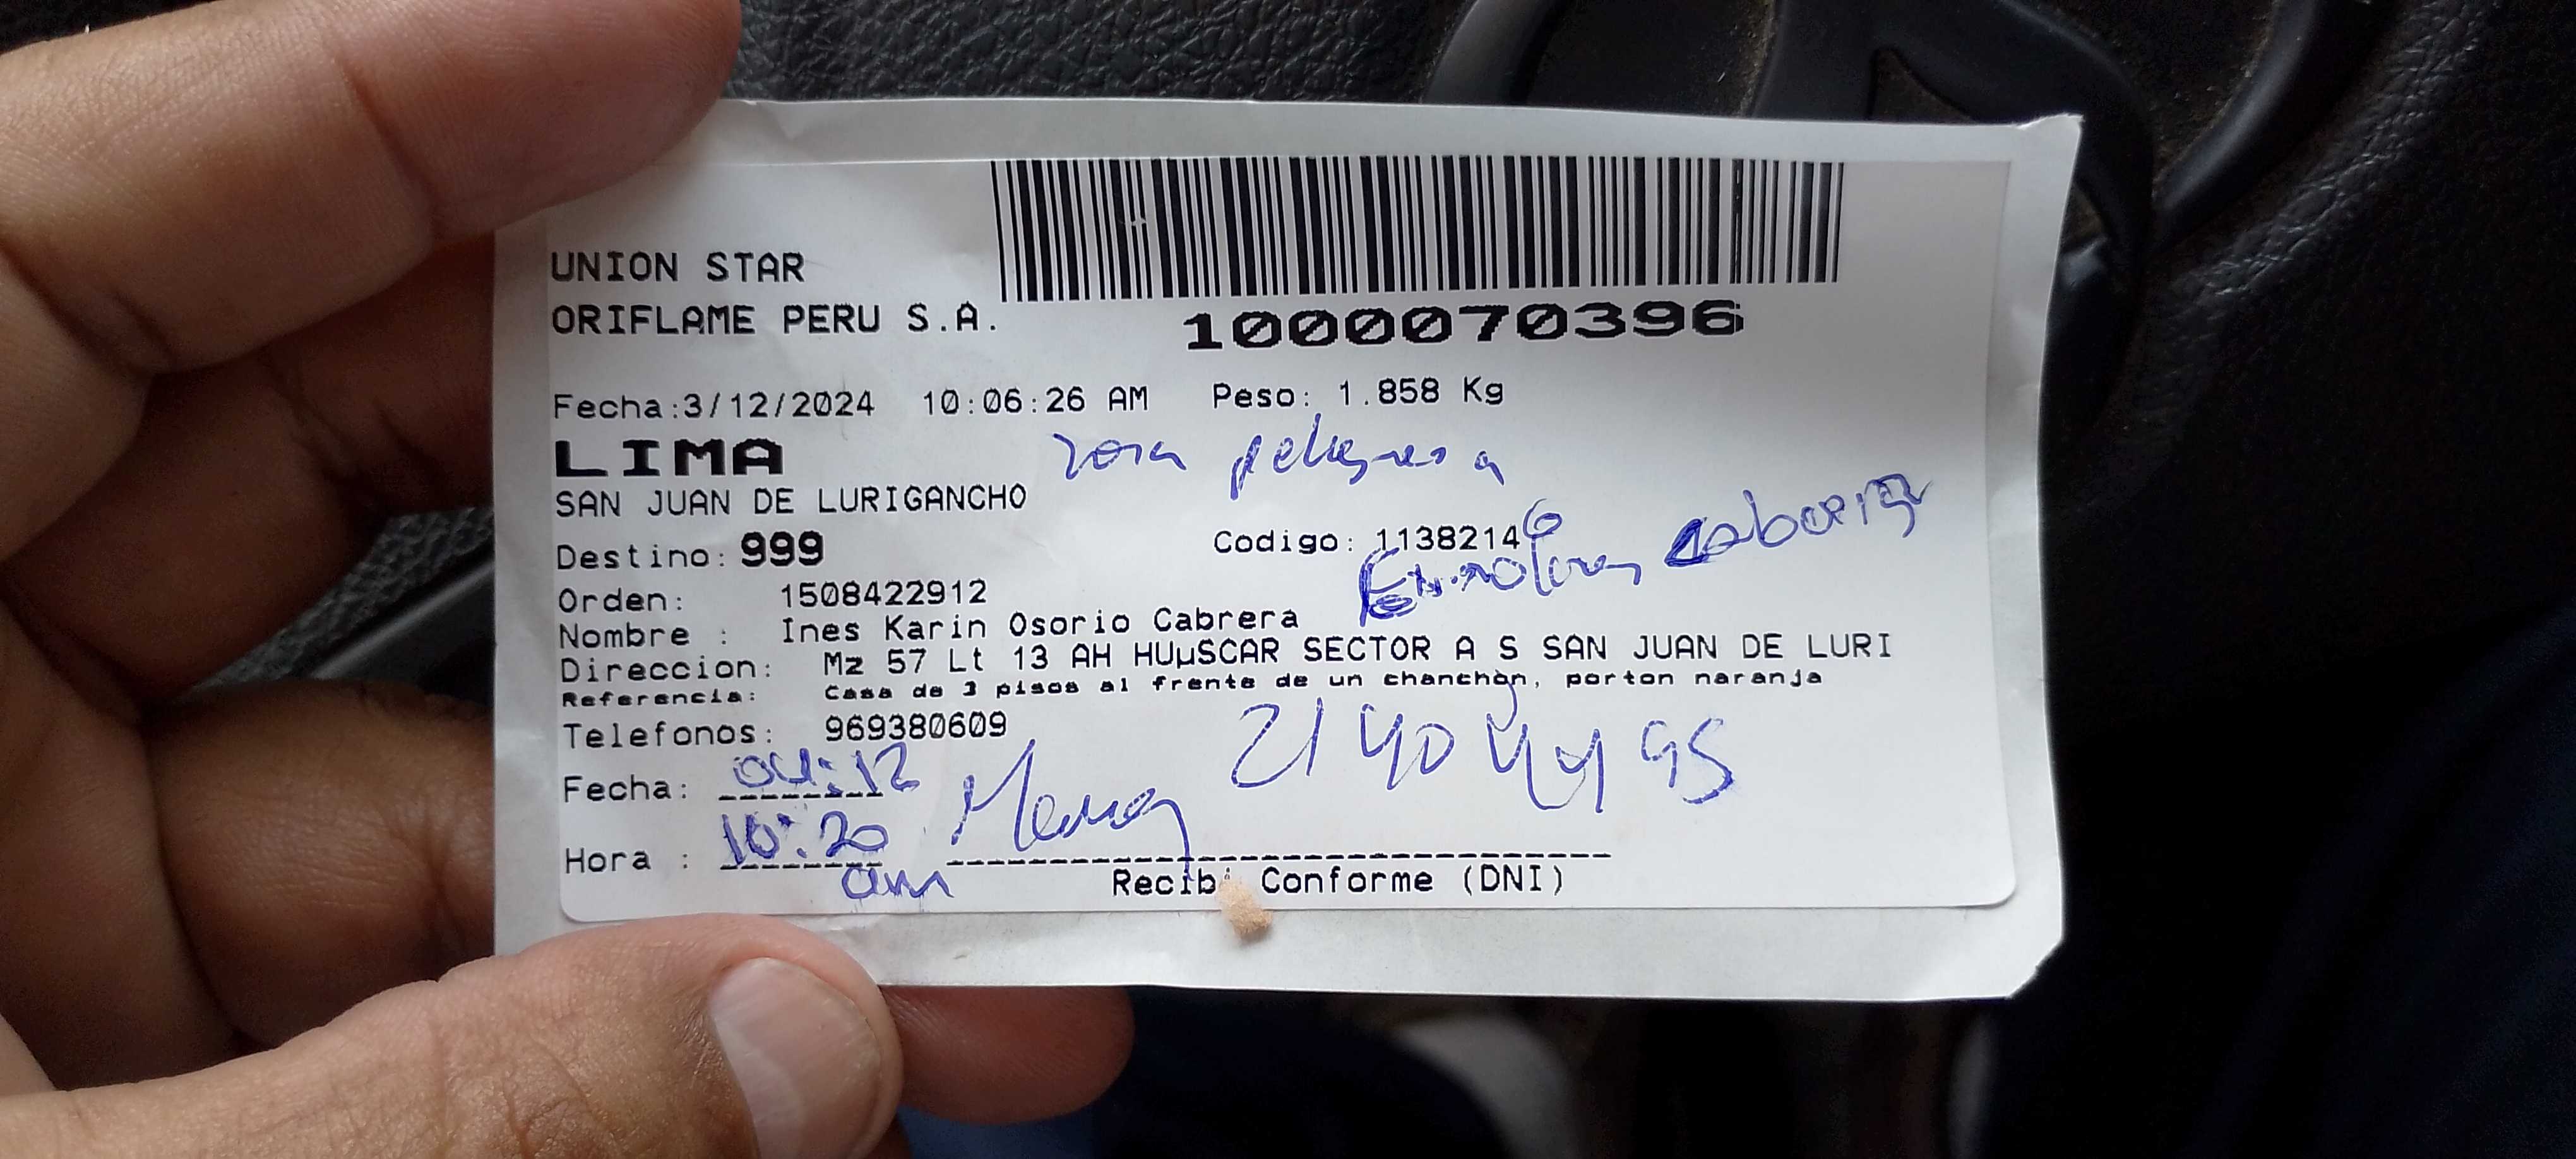 UNION STAR
ORIFLAME PERU S.A.
1000070396
Fecha:3/12/2024 10:06:26 AM Peso: 1.858 Kg
LIMA
zona peligrosa
SAN JUAN DE LURIGANCHO
Destino: 999 Codigo: 11382146
Orden: 1508422912
Nombre : Ines Karin Osorio Cabrera
Direccion: Mz 57 Lt 13 AH HUµSCAR SECTOR A S SAN JUAN DE LURI
Referencia: Casa de 3 pisos al frente de un chanchòn, porton naranja
Telefonos: 969380609
Fecha: 04:12
Hora : 10:20
am
Recibi Conforme (DNI)